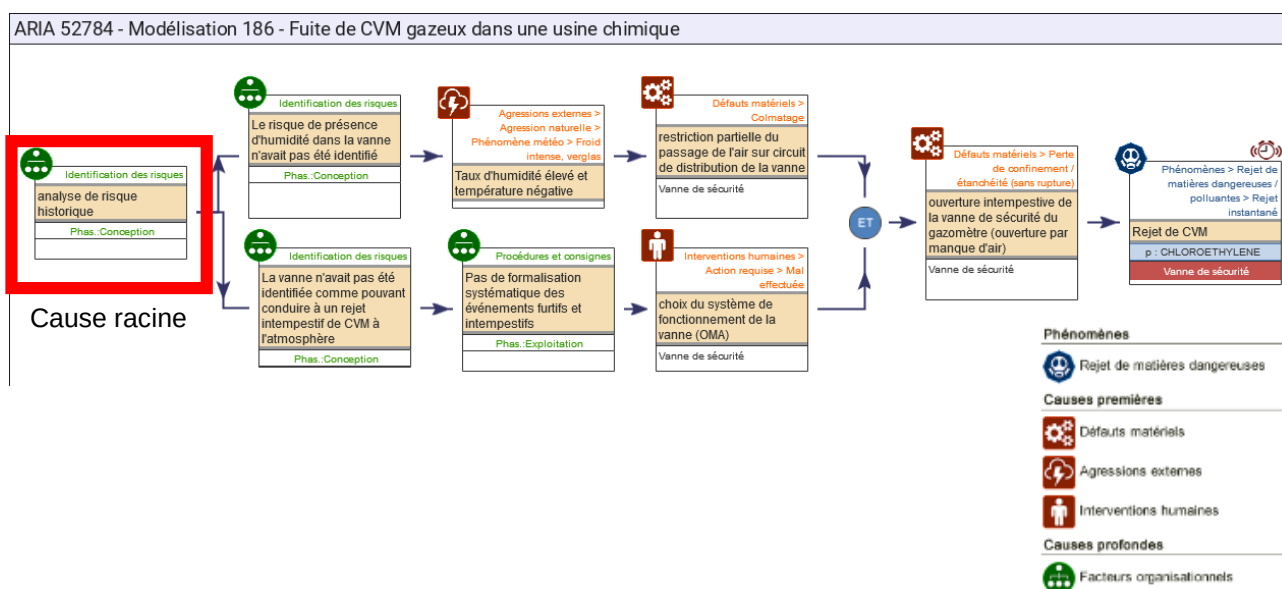 ARIA 52784 - Modélisation 186 - Fuite de CVM gazeux dans une usine chimique
Identification des risques
analyse de risque
historique
Phas.:Conception
Cause racine
Identification des risques
Le risque de présence
d'humidité dans la vanne
n'avait pas été identifié
Phas.:Conception
Agressions externes >
Agression naturelle >
Phénomène météo > Froid
intense, verglas
Taux d'humidité élevé et
température négative
Défauts matériels >
Colmatage
restriction partielle du
passage de l'air sur circuit
de distribution de la vanne
Vanne de sécurité
Identification des risques
La vanne n'avait pas été
identifiée comme pouvant
conduire à un rejet
intempestif de CVM à
l'atmosphère
Phas.:Conception
Procédures et consignes
Pas de formalisation
systématique des
événements furtifs et
intempestifs
Phas.:Exploitation
Interventions humaines >
Action requise > Mal
effectuée
choix du système de
fonctionnement de la
vanne (OMA)
Vanne de sécurité
ET
Défauts matériels > Perte
de confinement /
étanchéité (sans rupture)
ouverture intempestive de
la vanne de sécurité du
gazomètre (ouverture par
manque d'air)
Vanne de sécurité
Phénomènes > Rejet de
matières dangereuses /
polluantes > Rejet
instantané
Rejet de CVM
p : CHLOROETHYLENE
Vanne de sécurité
Phénomènes
Rejet de matières dangereuses
Causes premières
Défauts matériels
Agressions externes
Interventions humaines
Causes profondes
Facteurs organisationnels